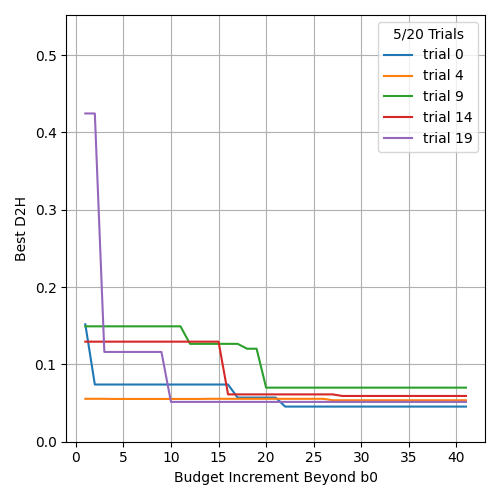 5/20 Trials
trial 0
trial 4
trial 9
trial 14
trial 19
Best D2H
0.5
0.4
0.3
0.2
0.1
0.0
0 5 10 15 20 25 30 35 40
Budget Increment Beyond b0